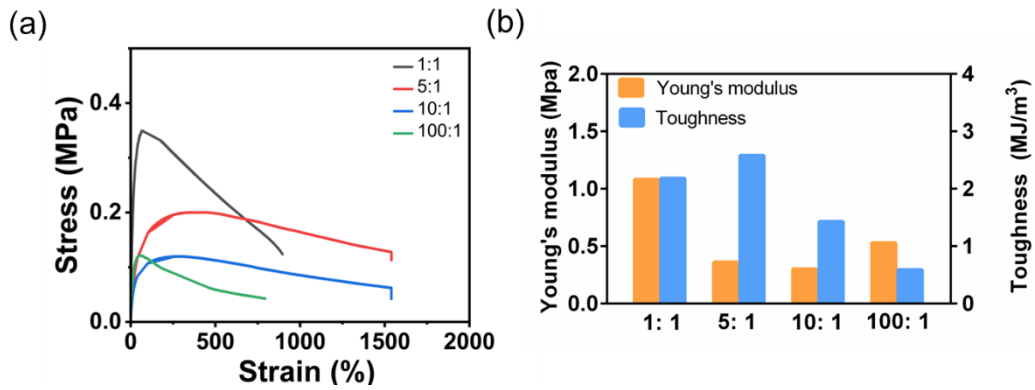 (a)
Stress (MPa)
0.4
0.2
0.0
1:1
5:1
10:1
100:1
0 500 1000 1500 2000
Strain (%)
(b)
Young's modulus (Mpa)
2.0
1.5
1.0
0.5
0.0
Young's modulus
Toughness
1: 1 5: 1 10: 1 100: 1
4
3
2
1
0
Toughness (MJ/m³)